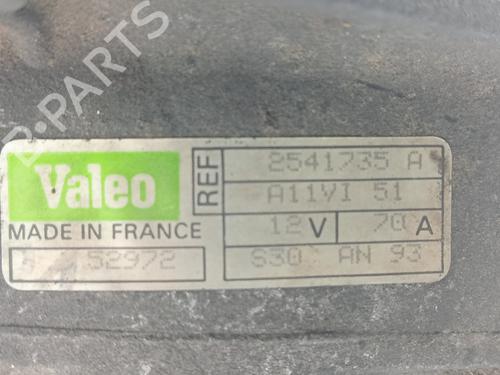 B-PARTS
Valeo
MADE IN FRANCE
52972
REF
2541735 A
A11VI 51
12 V 70 A
S30 AN 93